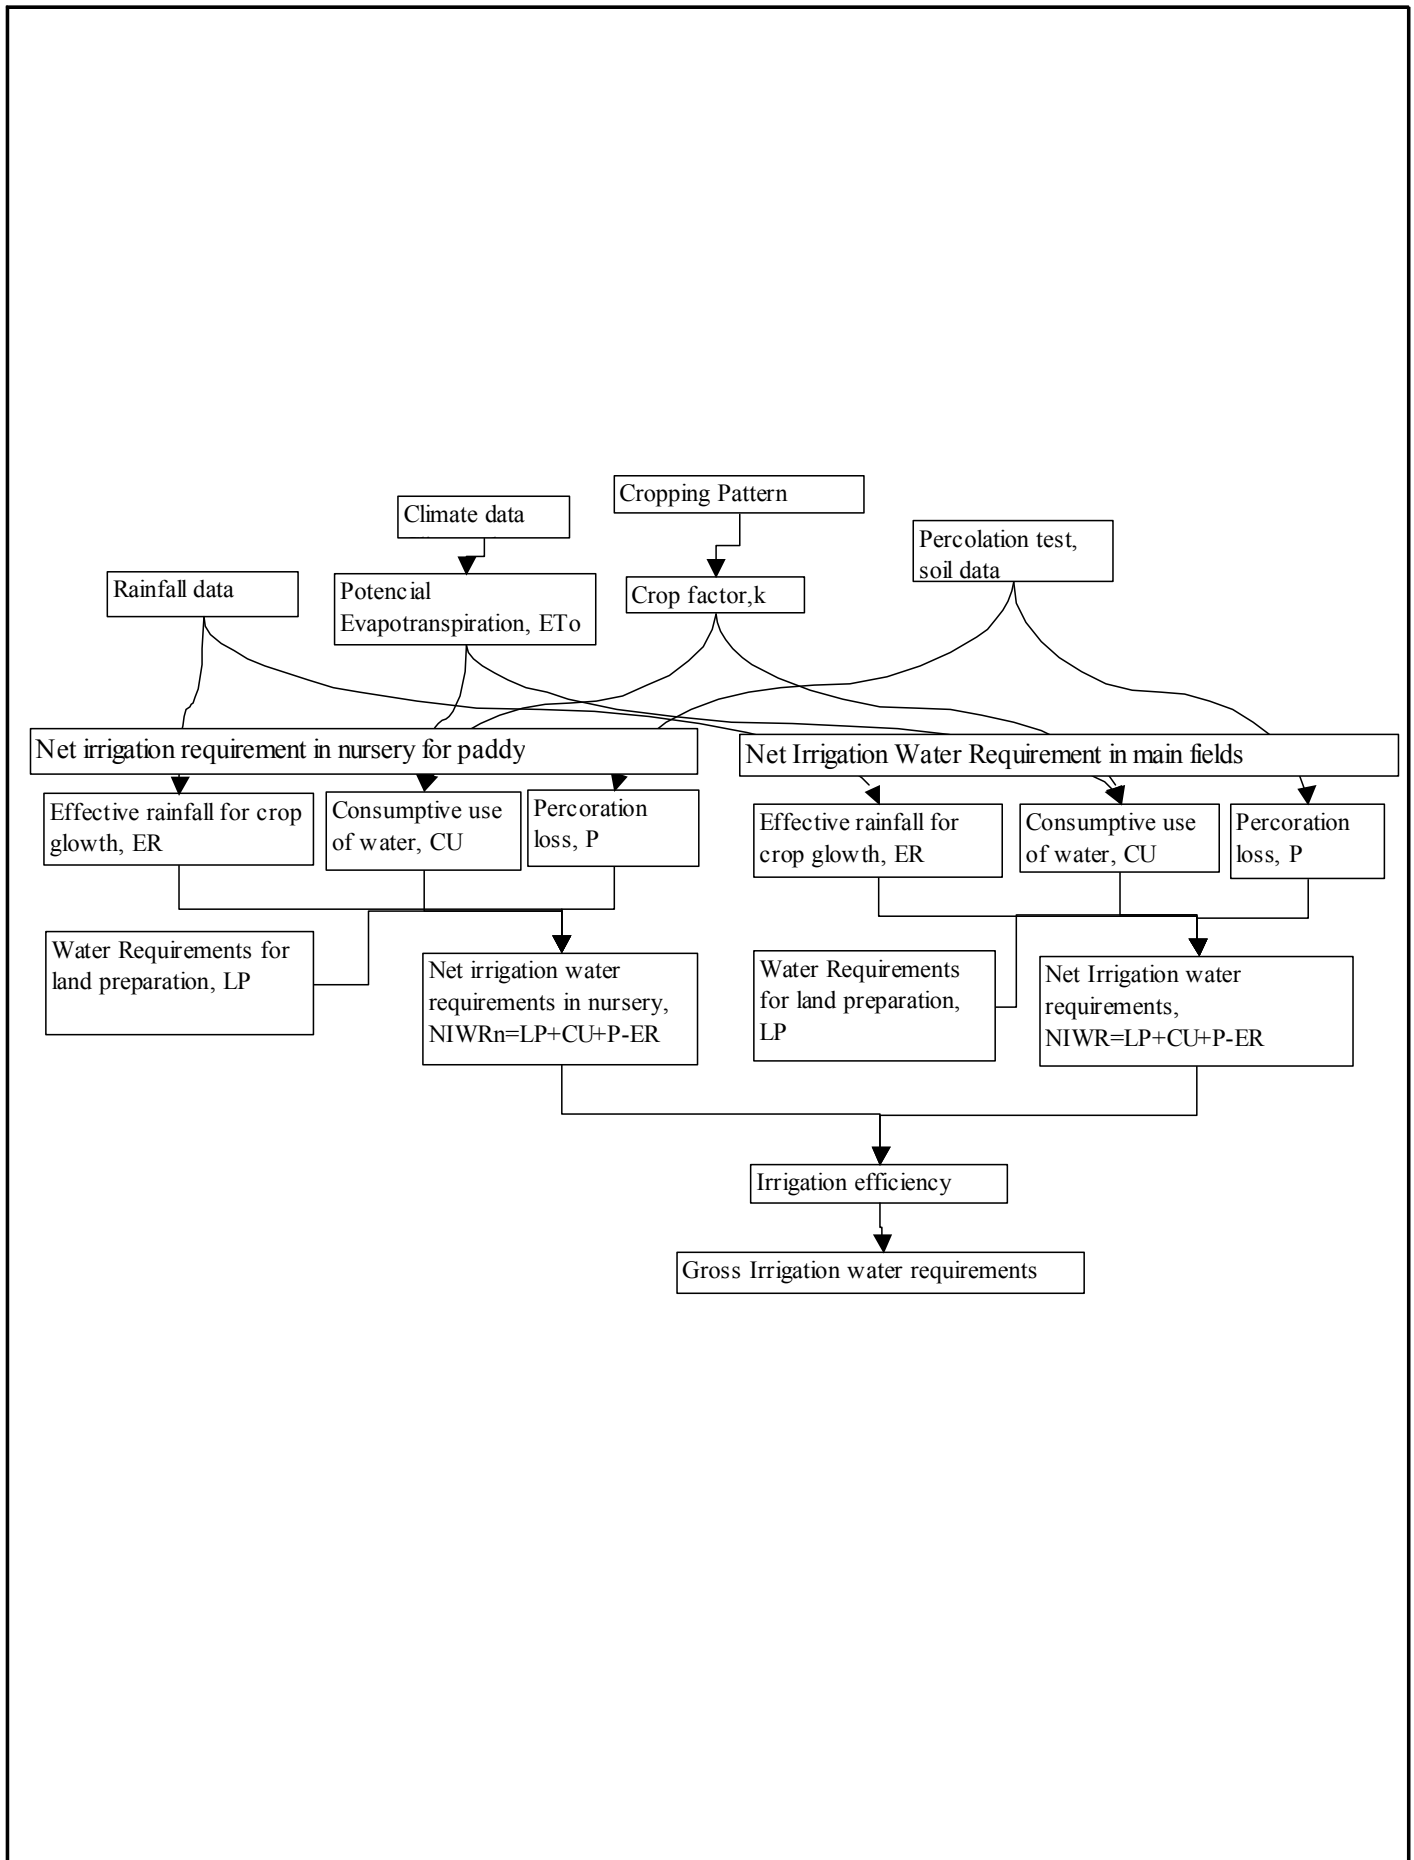 Cropping Pattern
Climate data
Percolation test,
soil data
Rainfall data
Potencial
Evapotranspiration, ETo
Crop factor,k
Net irrigation requirement in nursery for paddy
Net Irrigation Water Requirement in main fields
Effective rainfall for crop
glowth, ER
Consumptive use
of water, CU
Percoration
loss, P
Effective rainfall for
crop glowth, ER
Consumptive use
of water, CU
Percoration
loss, P
Water Requirements for
land preparation, LP
Net irrigation water
requirements in nursery,
NIWRn=LP+CU+P-ER
Water Requirements
for land preparation,
LP
Net Irrigation water
requirements,
NIWR=LP+CU+P-ER
Irrigation efficiency
Gross Irrigation water requirements